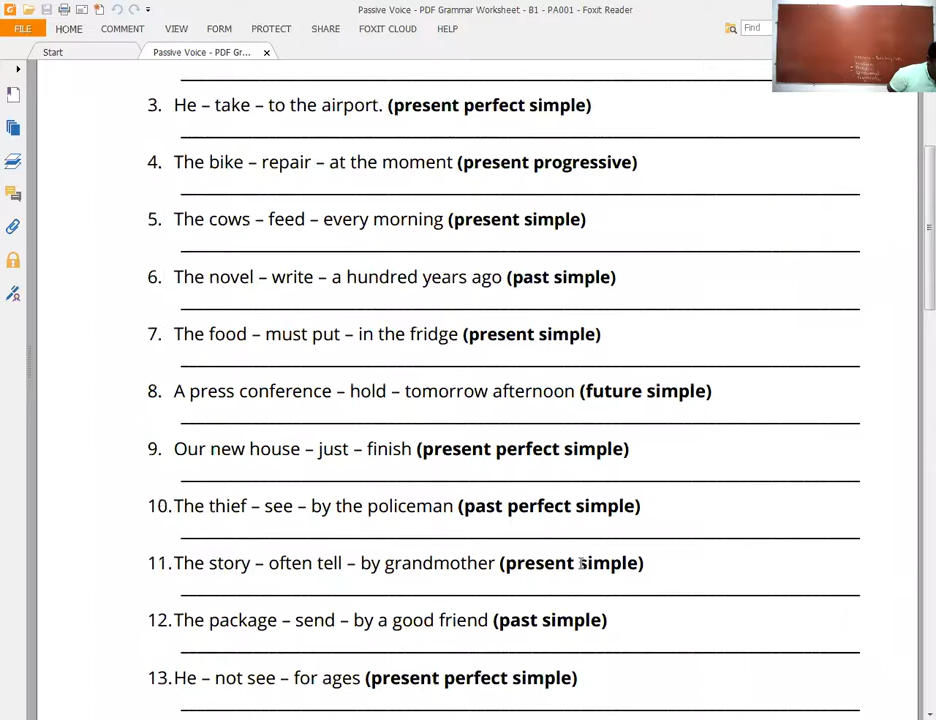 Passive Voice - PDF Grammar Worksheet - B1 - PA001 - Foxit Reader
FILE HOME COMMENT VIEW FORM PROTECT SHARE FOXIT CLOUD HELP Find
Start Passive Voice - PDF Gr...
3. He – take – to the airport. (present perfect simple)
4. The bike – repair – at the moment (present progressive)
5. The cows – feed – every morning (present simple)
6. The novel – write – a hundred years ago (past simple)
7. The food – must put – in the fridge (present simple)
8. A press conference – hold – tomorrow afternoon (future simple)
9. Our new house – just – finish (present perfect simple)
10. The thief – see – by the policeman (past perfect simple)
11. The story – often tell – by grandmother (present simple)
12. The package – send – by a good friend (past simple)
13. He – not see – for ages (present perfect simple)